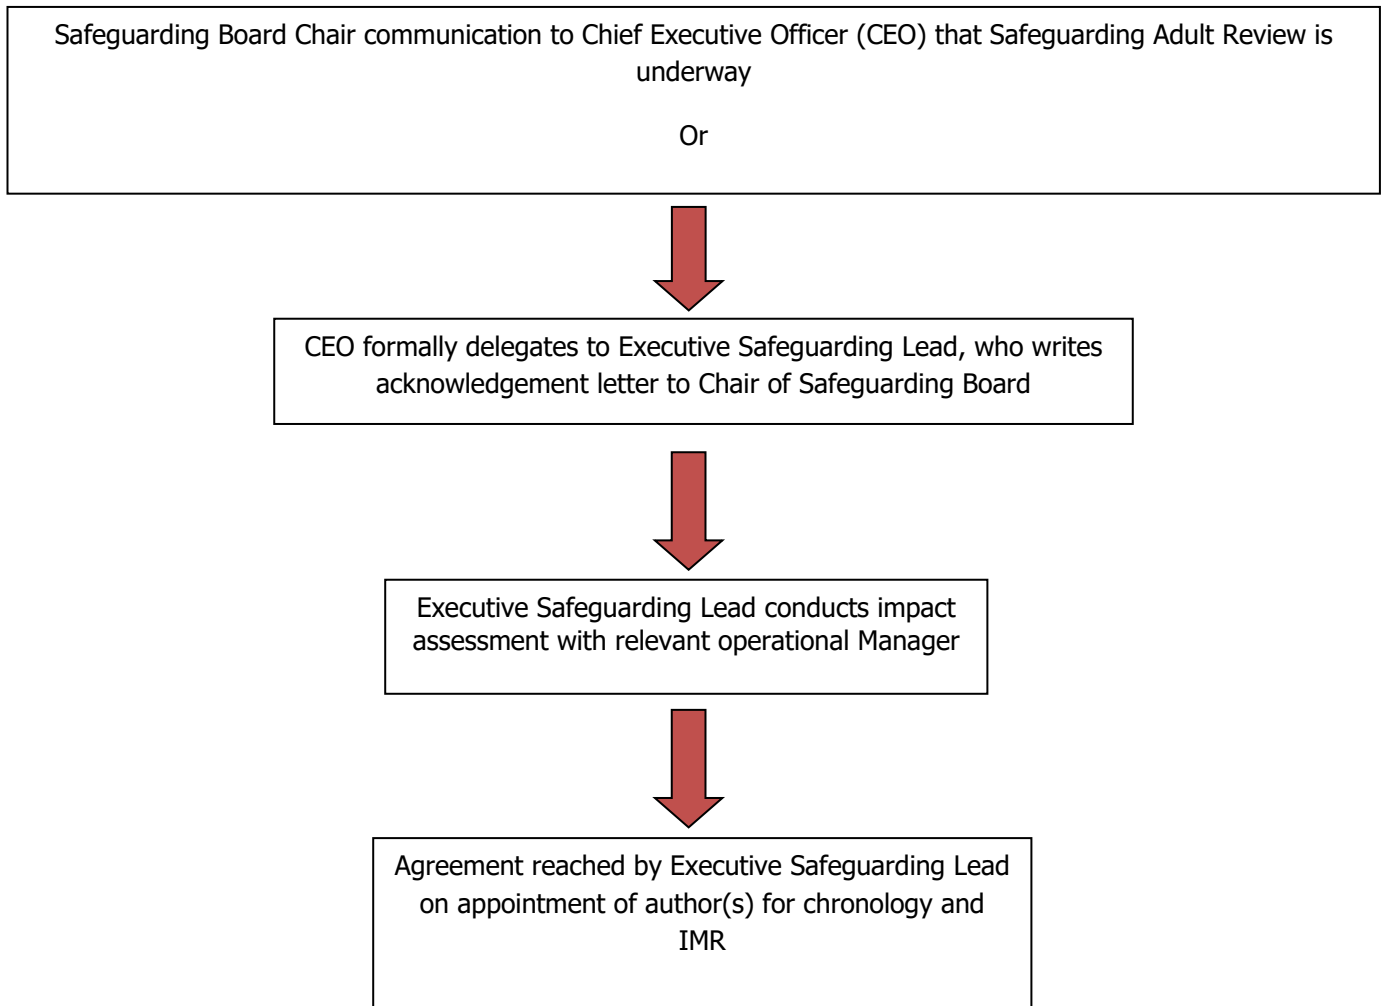 Safeguarding Board Chair communication to Chief Executive Officer (CEO) that Safeguarding Adult Review is
underway
Or
CEO formally delegates to Executive Safeguarding Lead, who writes
acknowledgement letter to Chair of Safeguarding Board
Executive Safeguarding Lead conducts impact
assessment with relevant operational Manager
Agreement reached by Executive Safeguarding Lead
on appointment of author(s) for chronology and
IMR